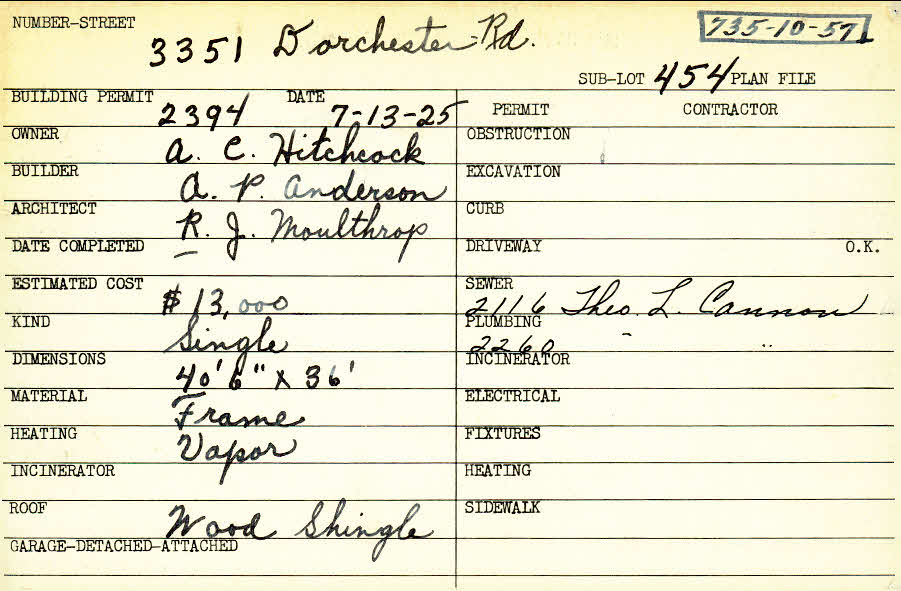 NUMBER-STREET 3351 Dorchester Rd. 735-10-57
SUB-LOT 454 PLAN FILE
BUILDING PERMIT 2394 DATE 7-13-25 PERMIT CONTRACTOR
OWNER A. C. Hitchcock OBSTRUCTION
BUILDER A. P. Anderson EXCAVATION
ARCHITECT R. J. Moulthrop CURB
DATE COMPLETED — DRIVEWAY O.K.
ESTIMATED COST $13,000 SEWER 2116 Theo. L. Cannon
KIND Single PLUMBING 2260 " "
DIMENSIONS 40'6" X 36' INCINERATOR
MATERIAL Frame ELECTRICAL
HEATING Vapor FIXTURES
INCINERATOR HEATING
ROOF Wood Shingle SIDEWALK
GARAGE-DETACHED-ATTACHED